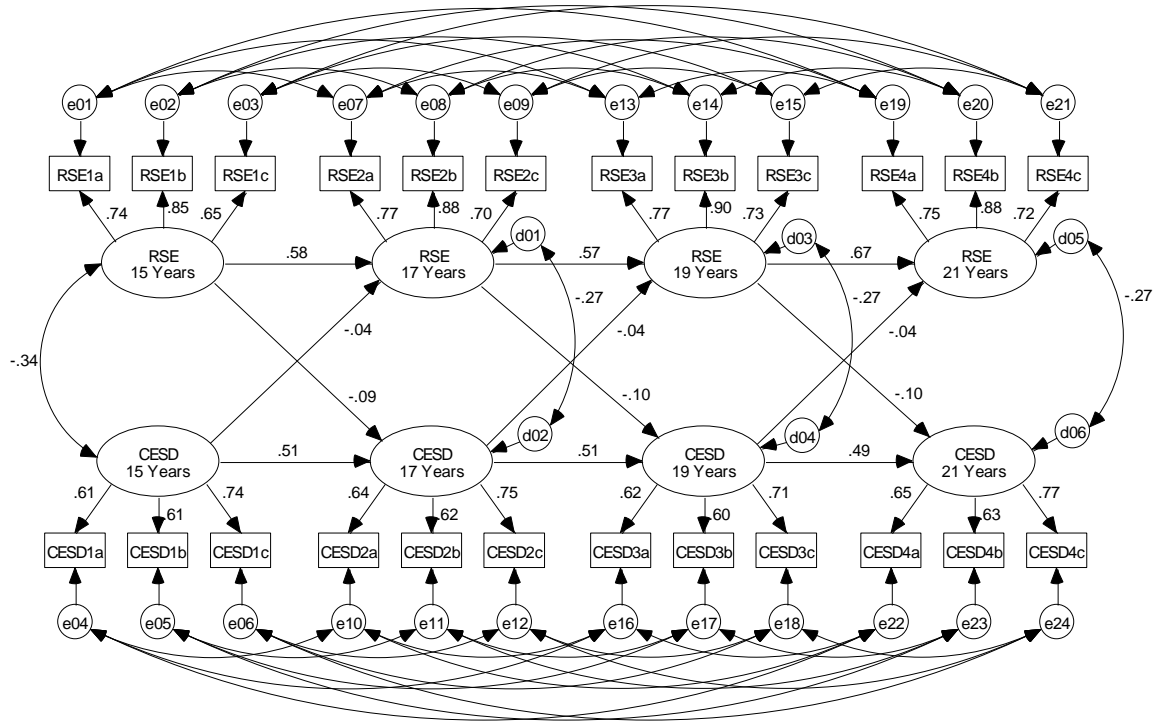 e01 e02 e03 e07 e08 e09 e13 e14 e15 e19 e20 e21
RSE1a RSE1b RSE1c RSE2a RSE2b RSE2c RSE3a RSE3b RSE3c RSE4a RSE4b RSE4c
.74 .85 .65 .77 .88 .70 .77 .90 .73 .75 .88 .72
d01 d03 d05
RSE
15 Years
.58
RSE
17 Years
.57
RSE
19 Years
.67
RSE
21 Years
-.27 -.27 -.27
-.34 -.04 -.04 -.04
-.09 -.10 -.10
d02 d04 d06
CESD
15 Years
.51
CESD
17 Years
.51
CESD
19 Years
.49
CESD
21 Years
.61 .61 .74 .64 .62 .75 .62 .60 .71 .65 .63 .77
CESD1a CESD1b CESD1c CESD2a CESD2b CESD2c CESD3a CESD3b CESD3c CESD4a CESD4b CESD4c
e04 e05 e06 e10 e11 e12 e16 e17 e18 e22 e23 e24